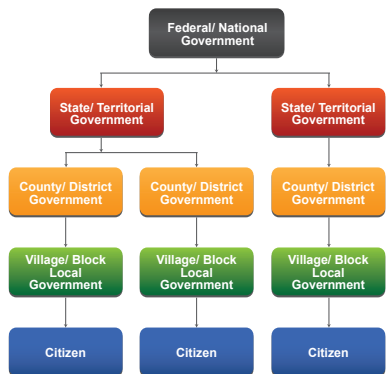 Federal/ National
Government
State/ Territorial
Government
State/ Territorial
Government
County/ District
Government
County/ District
Government
County/ District
Government
Village/ Block
Local
Government
Village/ Block
Local
Government
Village/ Block
Local
Government
Citizen
Citizen
Citizen